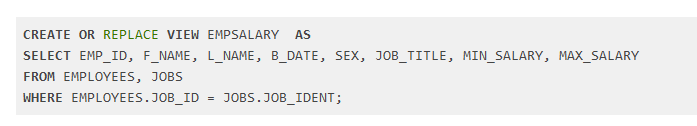 CREATE OR REPLACE VIEW EMPSALARY  AS
SELECT EMP_ID, F_NAME, L_NAME, B_DATE, SEX, JOB_TITLE, MIN_SALARY, MAX_SALARY
FROM EMPLOYEES, JOBS
WHERE EMPLOYEES.JOB_ID = JOBS.JOB_IDENT;